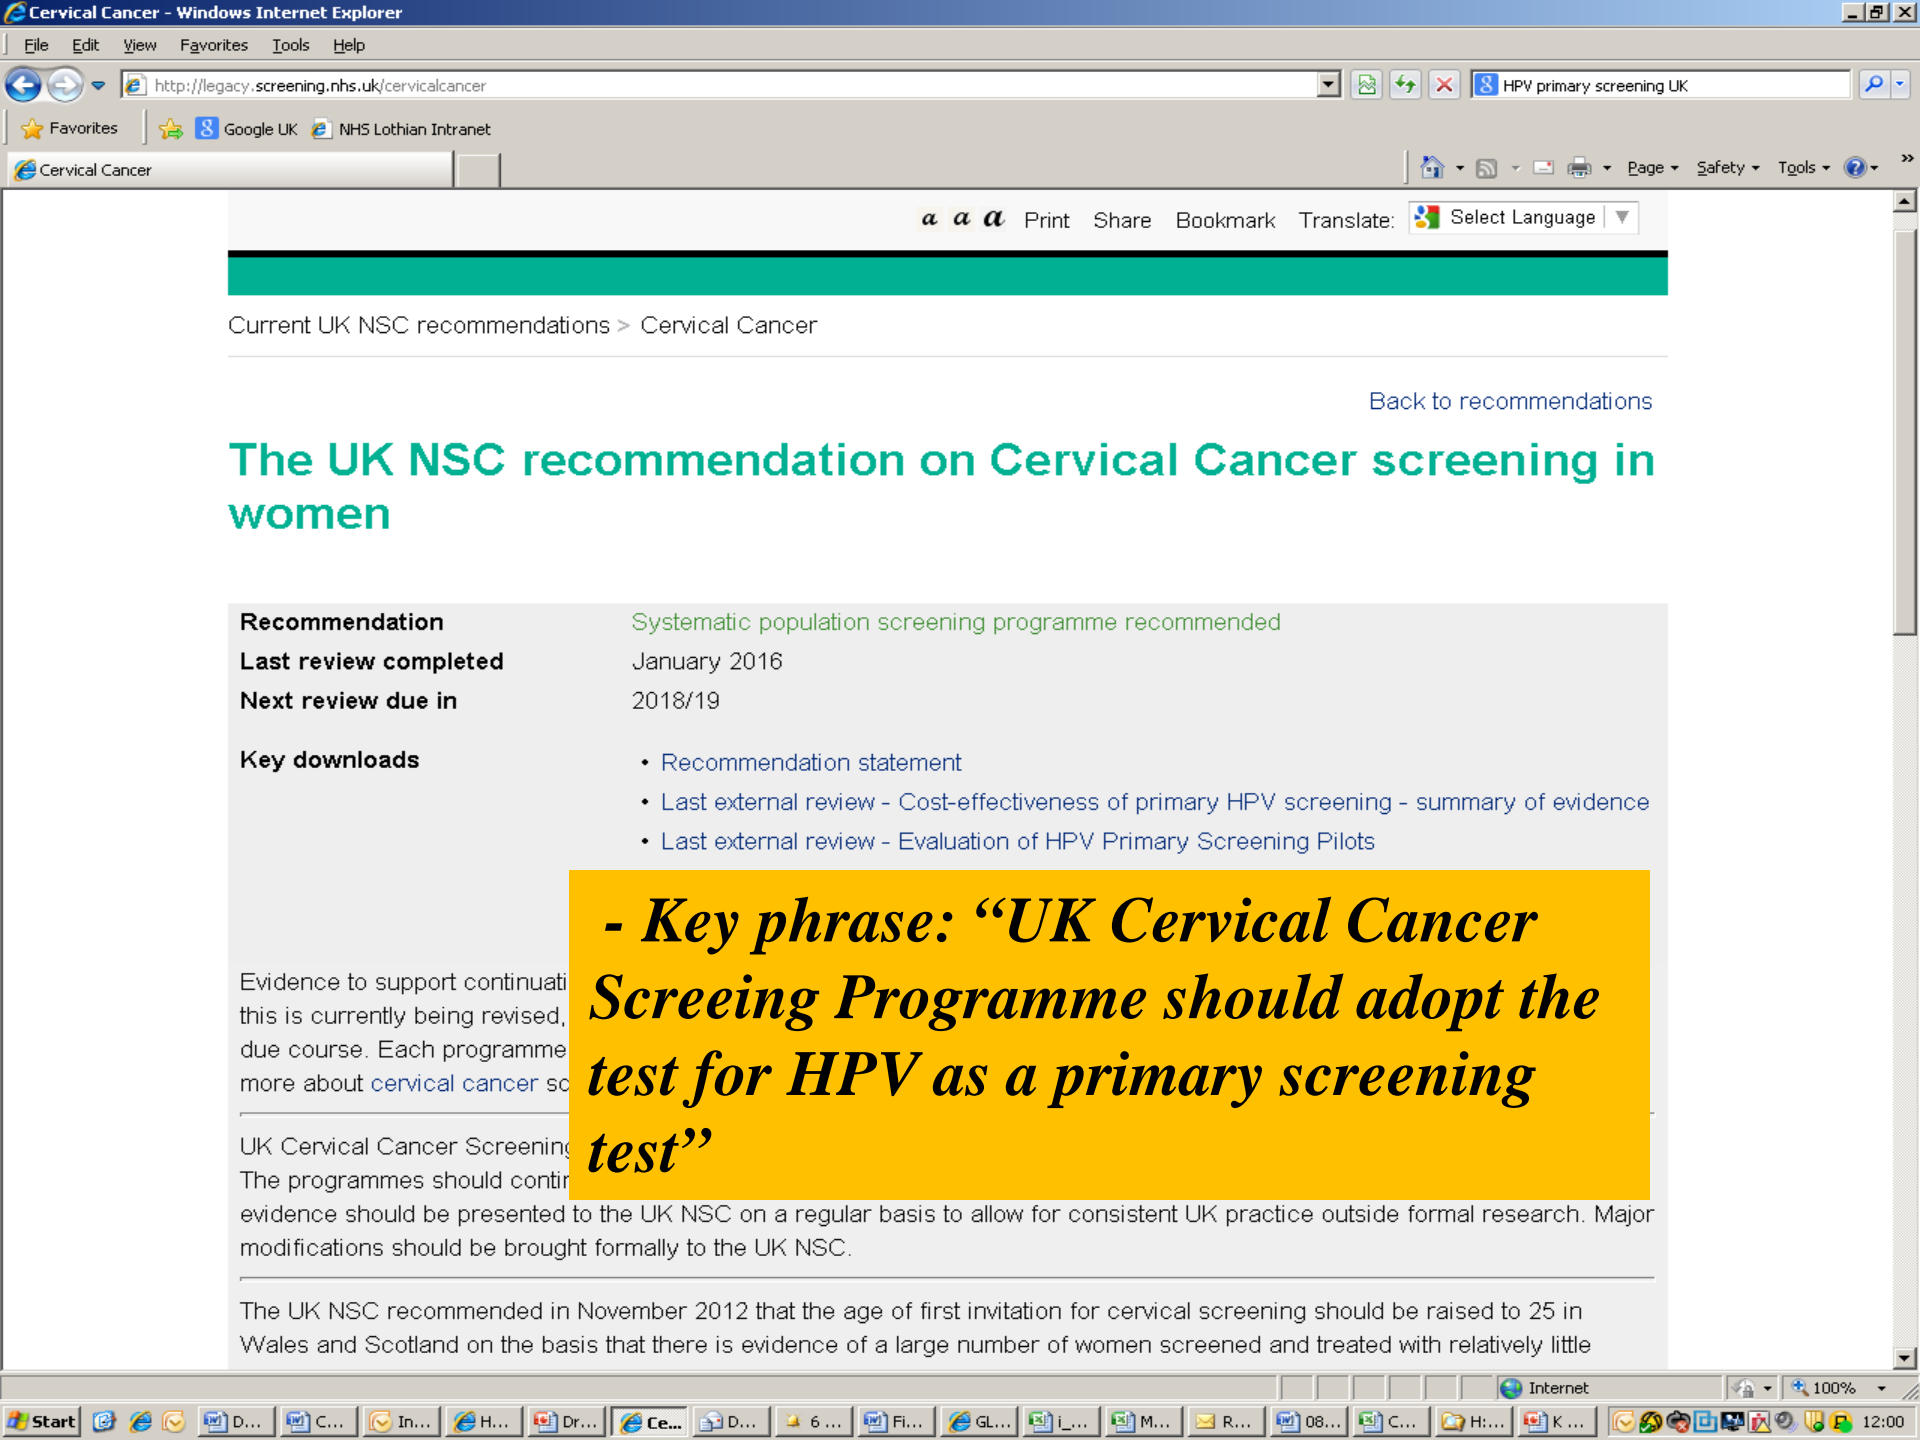 Cervical Cancer - Windows Internet Explorer
File Edit View Favorites Tools Help
http://legacy.screening.nhs.uk/cervicalcancer
HPV primary screening UK
Favorites Google UK NHS Lothian Intranet
Cervical Cancer
Page Safety Tools
a a a Print Share Bookmark Translate: Select Language
Current UK NSC recommendations > Cervical Cancer
Back to recommendations
The UK NSC recommendation on Cervical Cancer screening in
women
Recommendation Systematic population screening programme recommended
Last review completed January 2016
Next review due in 2018/19
Key downloads • Recommendation statement
• Last external review - Cost-effectiveness of primary HPV screening - summary of evidence
• Last external review - Evaluation of HPV Primary Screening Pilots
- Key phrase: “UK Cervical Cancer
Screeing Programme should adopt the
test for HPV as a primary screening
test”
Evidence to support continuati
this is currently being revised,
due course. Each programme
more about cervical cancer sc
UK Cervical Cancer Screening
The programmes should contin
evidence should be presented to the UK NSC on a regular basis to allow for consistent UK practice outside formal research. Major
modifications should be brought formally to the UK NSC.
The UK NSC recommended in November 2012 that the age of first invitation for cervical screening should be raised to 25 in
Wales and Scotland on the basis that there is evidence of a large number of women screened and treated with relatively little
Internet 100%
Start D... C... In... H... Dr... Ce... D... 6 ... Fi... GL... i_... M... R... 08... C... H:... K ... 12:00